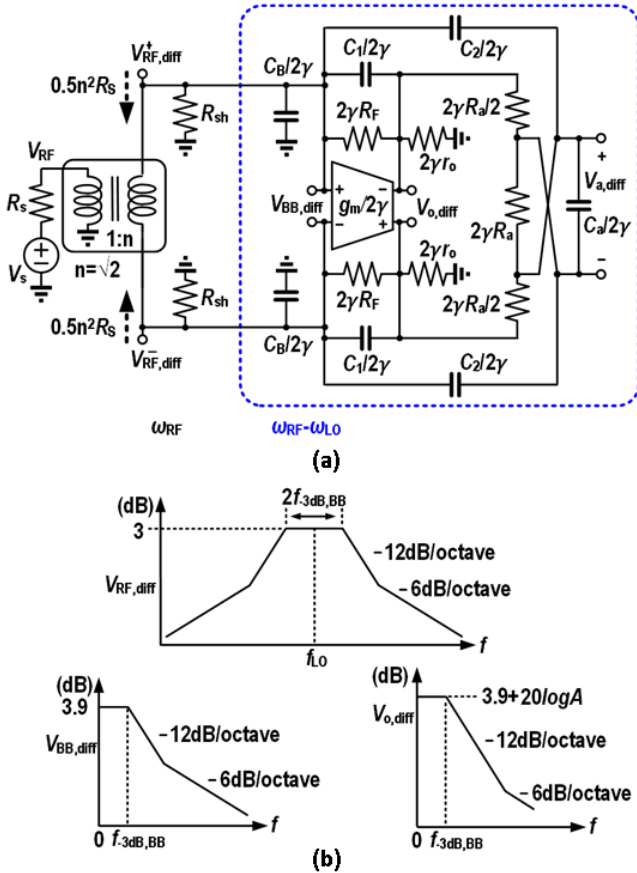 V⁺RF,diff
0.5n²Rs
CB/2γ
C1/2γ
C2/2γ
Rsh
2γRF
2γRa/2
2γro
VRF
Rs
1:n
n=√2
Vs
VBB,diff
+
−
gm/2γ
−
+
Vo,diff
2γRa
+
Va,diff
Ca/2γ
−
0.5n²Rs
Rsh
2γRF
2γro
2γRa/2
V⁻RF,diff
CB/2γ
C1/2γ
C2/2γ
ωRF
ωRF-ωLO
(a)
(dB)
2f-3dB,BB
3
−12dB/octave
VRF,diff
−6dB/octave
f
fLO
(dB)
3.9
VBB,diff
−12dB/octave
−6dB/octave
0
f-3dB,BB
f
(dB)
3.9+20logA
Vo,diff
−12dB/octave
−6dB/octave
0
f-3dB,BB
f
(b)